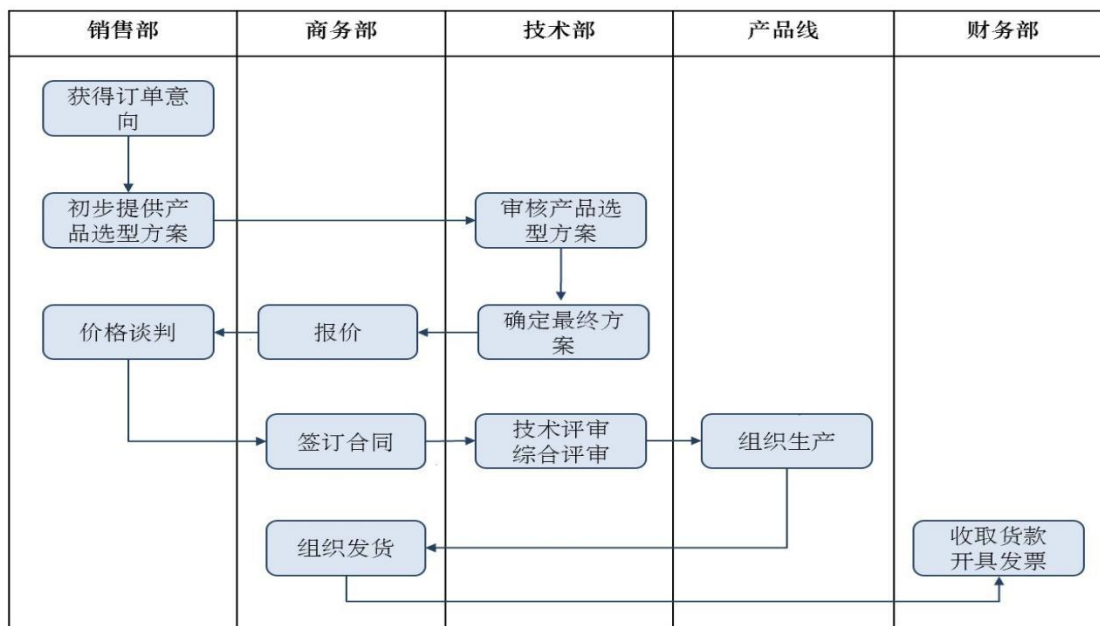 销售部
商务部
技术部
产品线
财务部
获得订单意
向
初步提供产
品选型方案
审核产品选
型方案
价格谈判
报价
确定最终方
案
签订合同
技术评审
综合评审
组织生产
组织发货
收取货款
开具发票